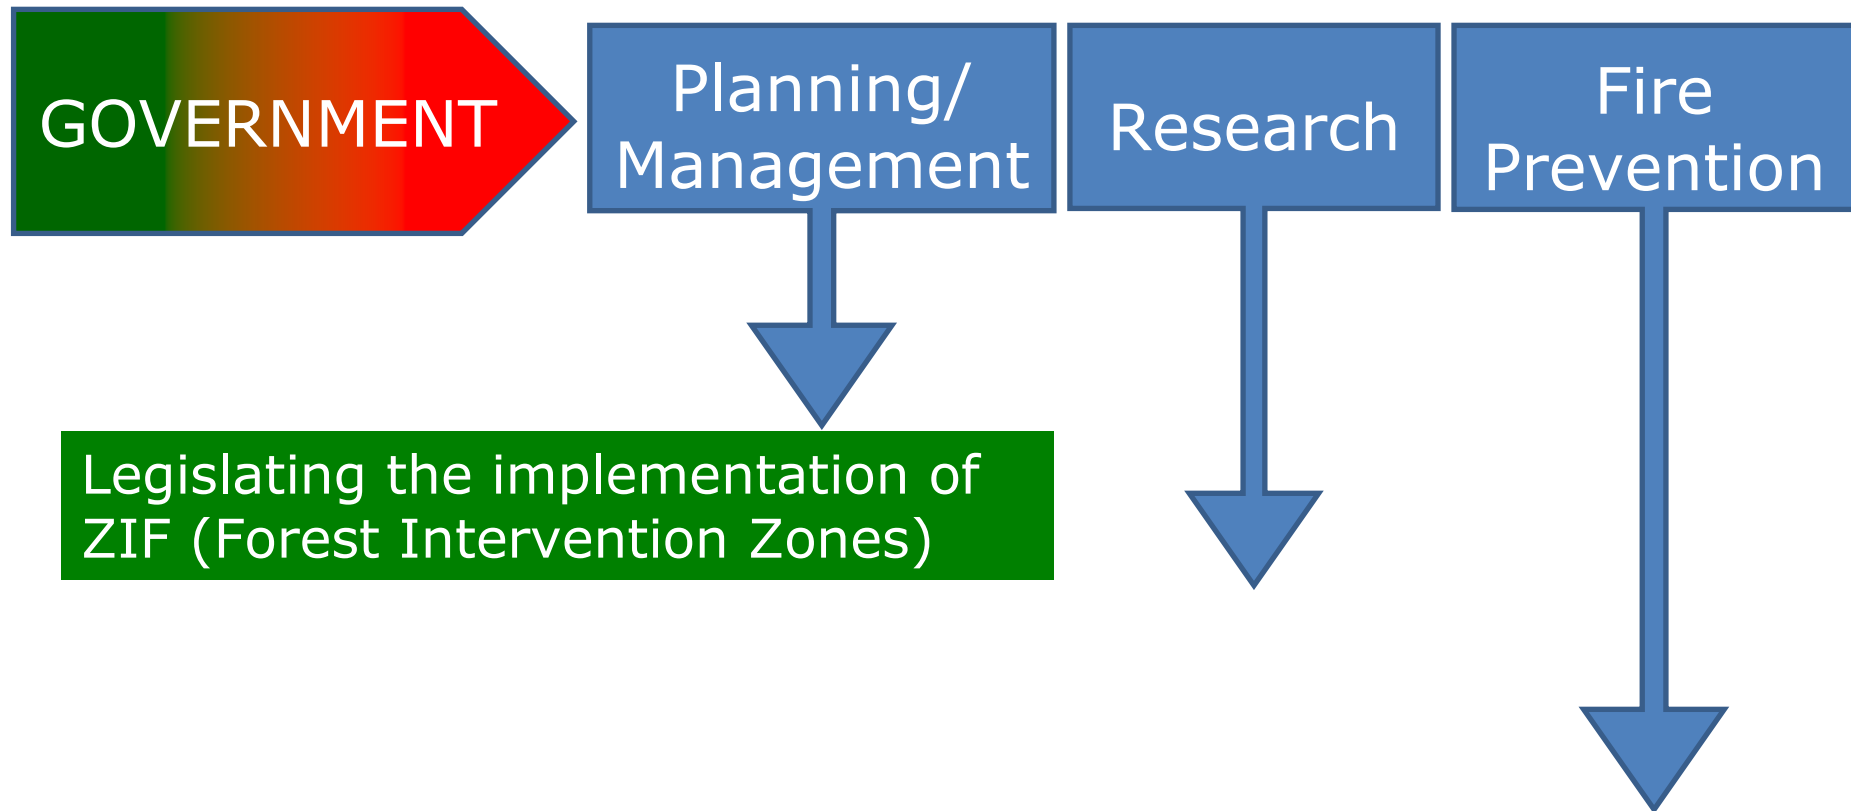 GOVERNMENT
Planning/
Management
Research
Fire
Prevention
Legislating the implementation of
ZIF (Forest Intervention Zones)